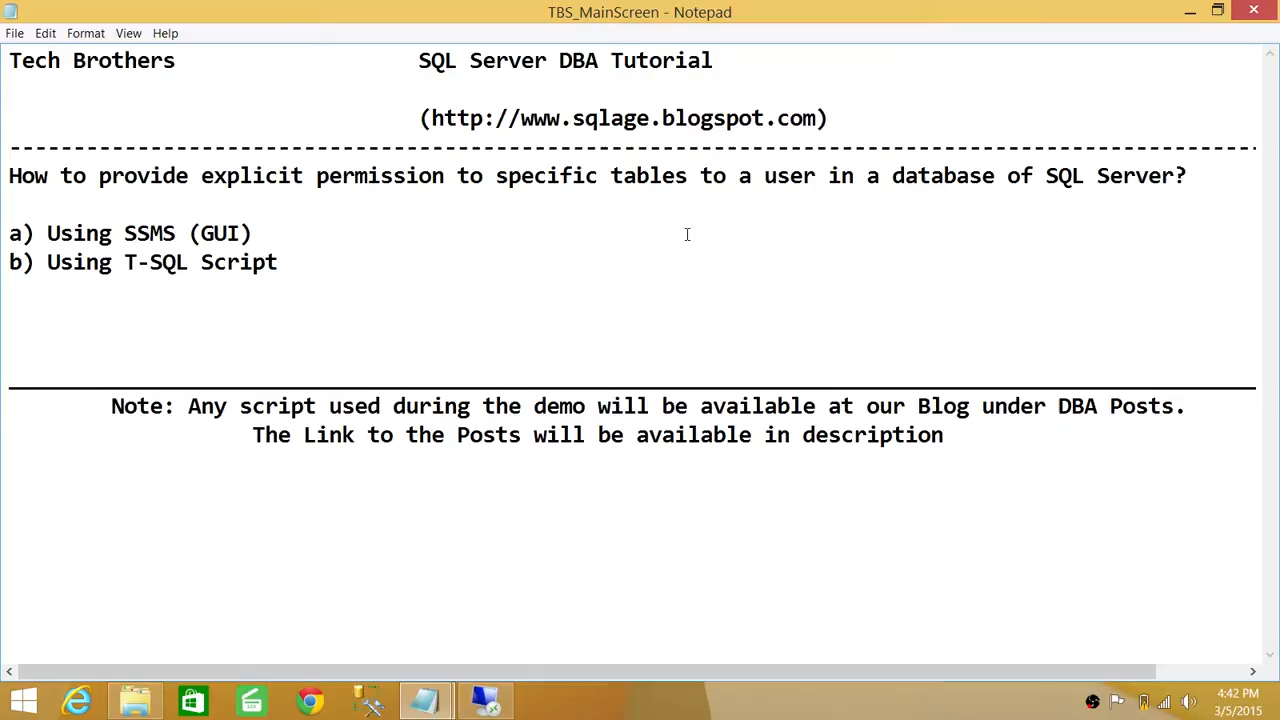 TBS_MainScreen - Notepad
File Edit Format View Help
Tech Brothers SQL Server DBA Tutorial
(http://www.sqlage.blogspot.com)
--------------------------------------------------------------------------------------------------
How to provide explicit permission to specific tables to a user in a database of SQL Server?
a) Using SSMS (GUI)
b) Using T-SQL Script
Note: Any script used during the demo will be available at our Blog under DBA Posts.
The Link to the Posts will be available in description
4:42 PM
3/5/2015